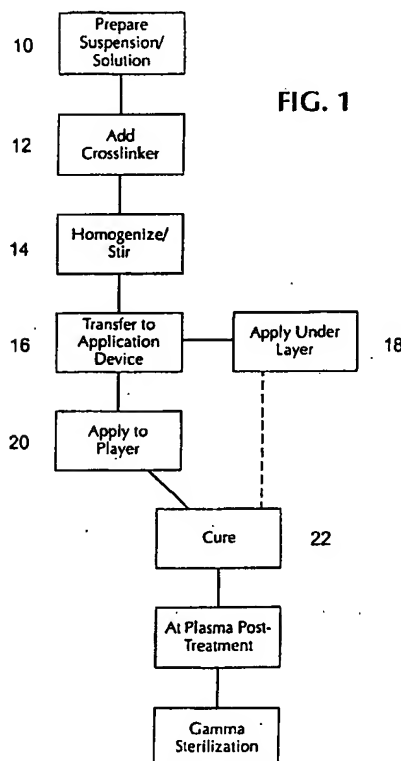 FIG. 1
10
Prepare
Suspension/
Solution
12
Add
Crosslinker
14
Homogenize/
Stir
16
Transfer to
Application
Device
Apply Under
Layer
18
20
Apply to
Player
Cure
22
At Plasma Post-
Treatment
Gamma
Sterilization